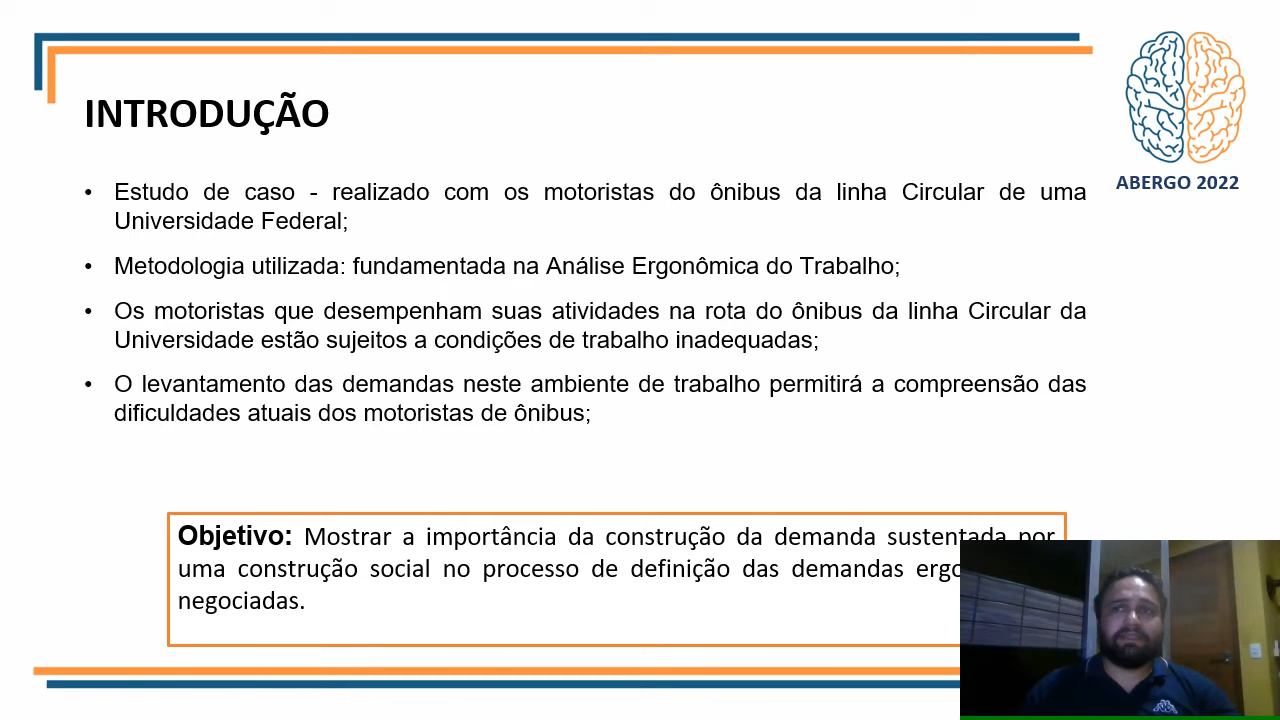 INTRODUÇÃO
ABERGO 2022
• Estudo de caso - realizado com os motoristas do ônibus da linha Circular de uma
Universidade Federal;
• Metodologia utilizada: fundamentada na Análise Ergonômica do Trabalho;
• Os motoristas que desempenham suas atividades na rota do ônibus da linha Circular da
Universidade estão sujeitos a condições de trabalho inadequadas;
• O levantamento das demandas neste ambiente de trabalho permitirá a compreensão das
dificuldades atuais dos motoristas de ônibus;
Objetivo: Mostrar a importância da construção da demanda sustentada por
uma construção social no processo de definição das demandas
negociadas.